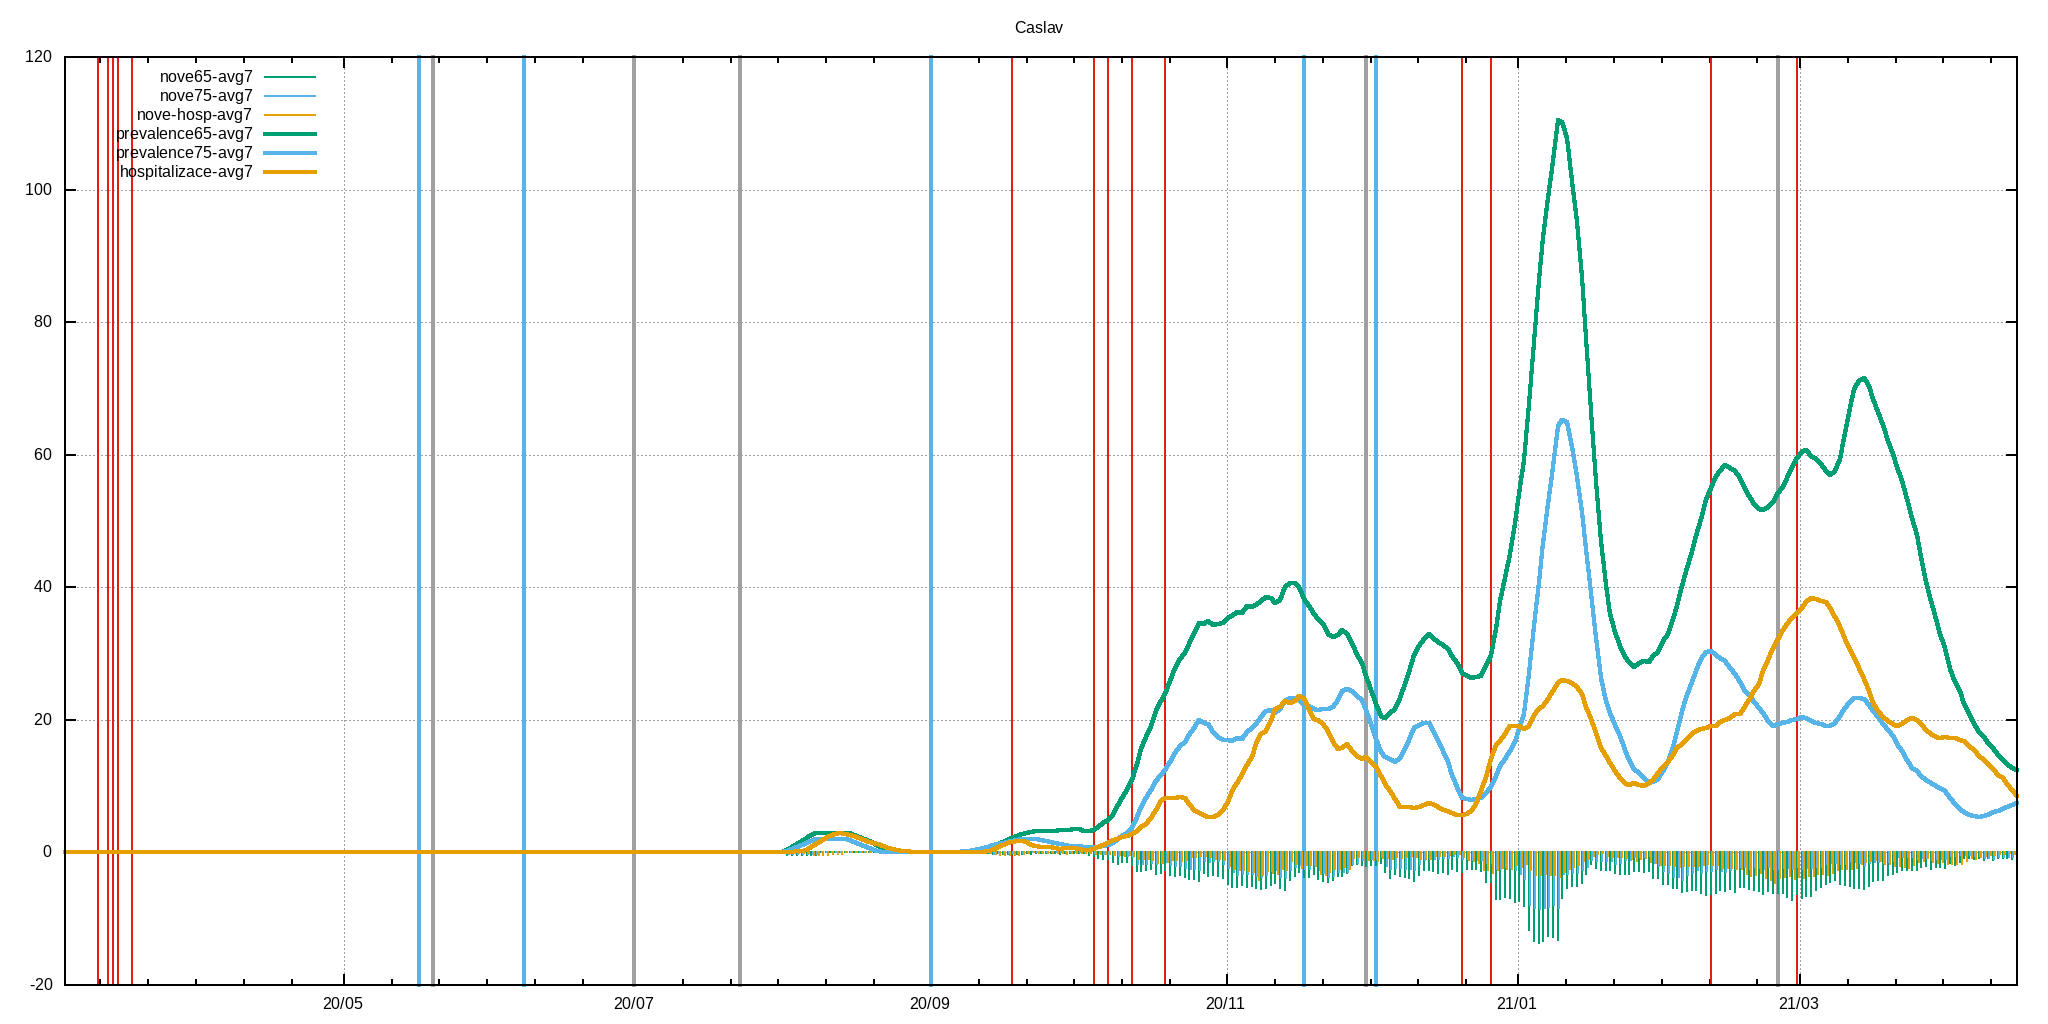 Caslav
120
100
80
60
40
20
0
-20
nove65-avg7
nove75-avg7
nove-hosp-avg7
prevalence65-avg7
prevalence75-avg7
hospitalizace-avg7
20/05
20/07
20/09
20/11
21/01
21/03